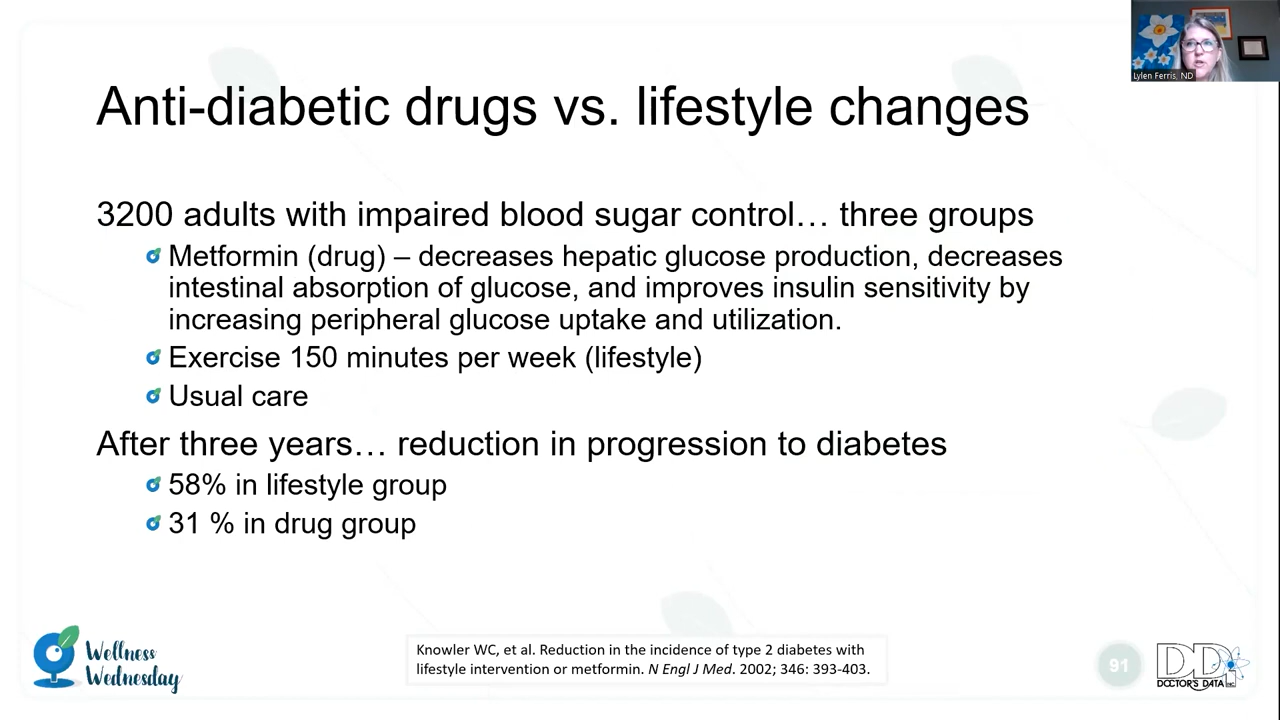 Lylen Ferris, ND
Anti-diabetic drugs vs. lifestyle changes
3200 adults with impaired blood sugar control… three groups
Metformin (drug) – decreases hepatic glucose production, decreases
intestinal absorption of glucose, and improves insulin sensitivity by
increasing peripheral glucose uptake and utilization.
Exercise 150 minutes per week (lifestyle)
Usual care
After three years… reduction in progression to diabetes
58% in lifestyle group
31 % in drug group
Wellness
Wednesday
Knowler WC, et al. Reduction in the incidence of type 2 diabetes with
lifestyle intervention or metformin. N Engl J Med. 2002; 346: 393-403.
91
DDI
DOCTOR'S DATA INC